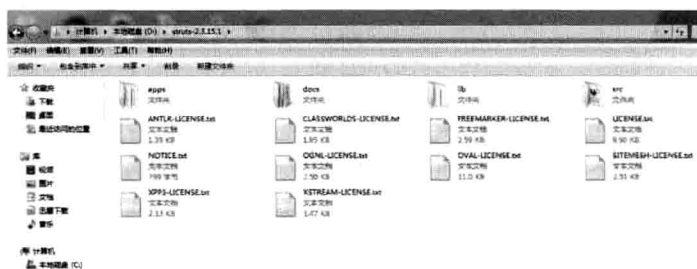 计算机 ▸ 本地磁盘 (D:) ▸ struts-2.3.15.1 ▸
文件(F) 编辑(E) 查看(V) 工具(T) 帮助(H)
组织 包含到库中 共享 刻录 新建文件夹
收藏夹
下载
桌面
最近访问的位置
库
视频
图片
文档
迅雷下载
音乐
计算机
本地磁盘 (C:)
apps
文件夹
docs
文件夹
lib
文件夹
src
文件夹
ANTLR-LICENSE.txt
文本文档
1.39 KB
CLASSWORLDS-LICENSE.txt
文本文档
1.95 KB
FREEMARKER-LICENSE.txt
文本文档
2.59 KB
LICENSE.txt
文本文档
9.90 KB
NOTICE.txt
文本文档
799 字节
OGNL-LICENSE.txt
文本文档
2.56 KB
OVAL-LICENSE.txt
文本文档
11.0 KB
SITEMESH-LICENSE.txt
文本文档
XPP3-LICENSE.txt
文本文档
XSTREAM-LICENSE.txt
文本文档
1.47 KB